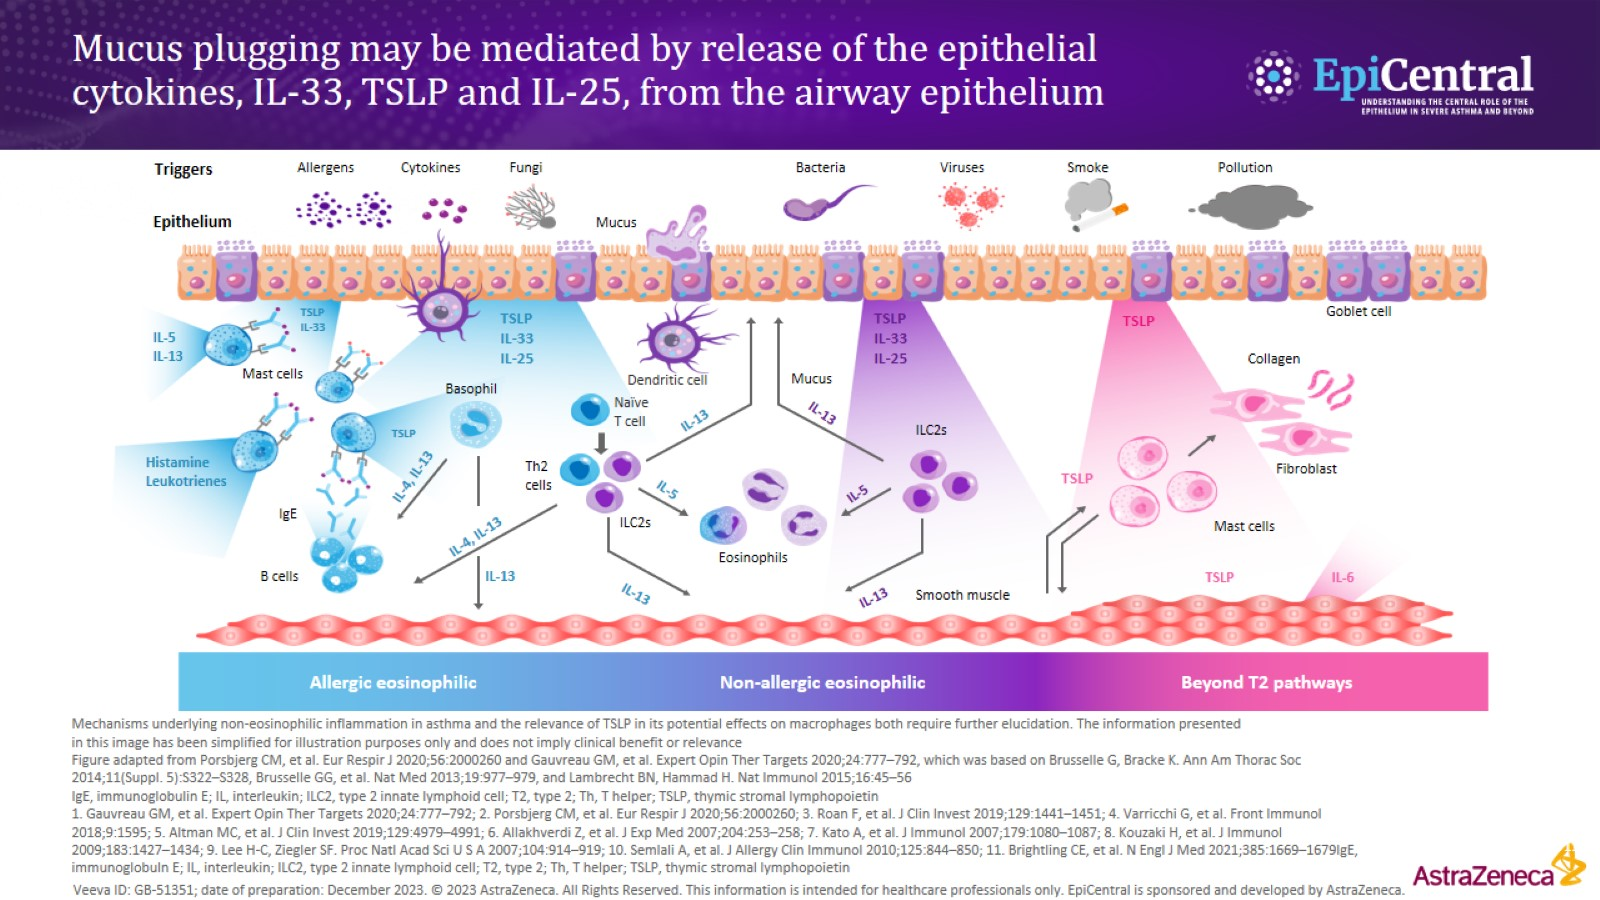 Mucus plugging may be mediated by release of the epithelial
cytokines, IL-33, TSLP and IL-25, from the airway epithelium
EpiCentral
UNDERSTANDING THE CENTRAL ROLE OF THE
EPITHELIUM IN SEVERE ASTHMA AND BEYOND
Triggers
Allergens
Cytokines
Fungi
Bacteria
Viruses
Smoke
Pollution
Epithelium
Mucus
Goblet cell
IL-5
IL-13
TSLP
IL-33
Mast cells
TSLP
IL-33
IL-25
Dendritic cell
Mucus
TSLP
IL-33
IL-25
TSLP
Collagen
Basophil
Naïve
T cell
IL-13
IL-13
ILC2s
Fibroblast
Histamine
Leukotrienes
TSLP
IL-4, IL-13
Th2
cells
IL-5
IL-5
TSLP
Mast cells
IgE
ILC2s
Eosinophils
IL-4, IL-13
B cells
IL-13
IL-13
IL-13
Smooth muscle
TSLP
IL-6
Allergic eosinophilic
Non-allergic eosinophilic
Beyond T2 pathways
Mechanisms underlying non-eosinophilic inflammation in asthma and the relevance of TSLP in its potential effects on macrophages both require further elucidation. The information presented
in this image has been simplified for illustration purposes only and does not imply clinical benefit or relevance
Figure adapted from Porsbjerg CM, et al. Eur Respir J 2020;56:2000260 and Gauvreau GM, et al. Expert Opin Ther Targets 2020;24:777–792, which was based on Brusselle G, Bracke K. Ann Am Thorac Soc
2014;11(Suppl. 5):S322–S328, Brusselle GG, et al. Nat Med 2013;19:977–979, and Lambrecht BN, Hammad H. Nat Immunol 2015;16:45–56
IgE, immunoglobulin E; IL, interleukin; ILC2, type 2 innate lymphoid cell; T2, type 2; Th, T helper; TSLP, thymic stromal lymphopoietin
1. Gauvreau GM, et al. Expert Opin Ther Targets 2020;24:777–792; 2. Porsbjerg CM, et al. Eur Respir J 2020;56:2000260; 3. Roan F, et al. J Clin Invest 2019;129:1441–1451; 4. Varricchi G, et al. Front Immunol
2018;9:1595; 5. Altman MC, et al. J Clin Invest 2019;129:4979–4991; 6. Allakhverdi Z, et al. J Exp Med 2007;204:253–258; 7. Kato A, et al. J Immunol 2007;179:1080–1087; 8. Kouzaki H, et al. J Immunol
2009;183:1427–1434; 9. Lee H-C, Ziegler SF. Proc Natl Acad Sci U S A 2007;104:914–919; 10. Semlali A, et al. J Allergy Clin Immunol 2010;125:844–850; 11. Brightling CE, et al. N Engl J Med 2021;385:1669–1679IgE,
immunoglobuln E; IL, interleukin; ILC2, type 2 innate lymphoid cell; T2, type 2; Th, T helper; TSLP, thymic stromal lymphopoietin
Veeva ID: GB-51351; date of preparation: December 2023. © 2023 AstraZeneca. All Rights Reserved. This information is intended for healthcare professionals only. EpiCentral is sponsored and developed by AstraZeneca.
AstraZeneca